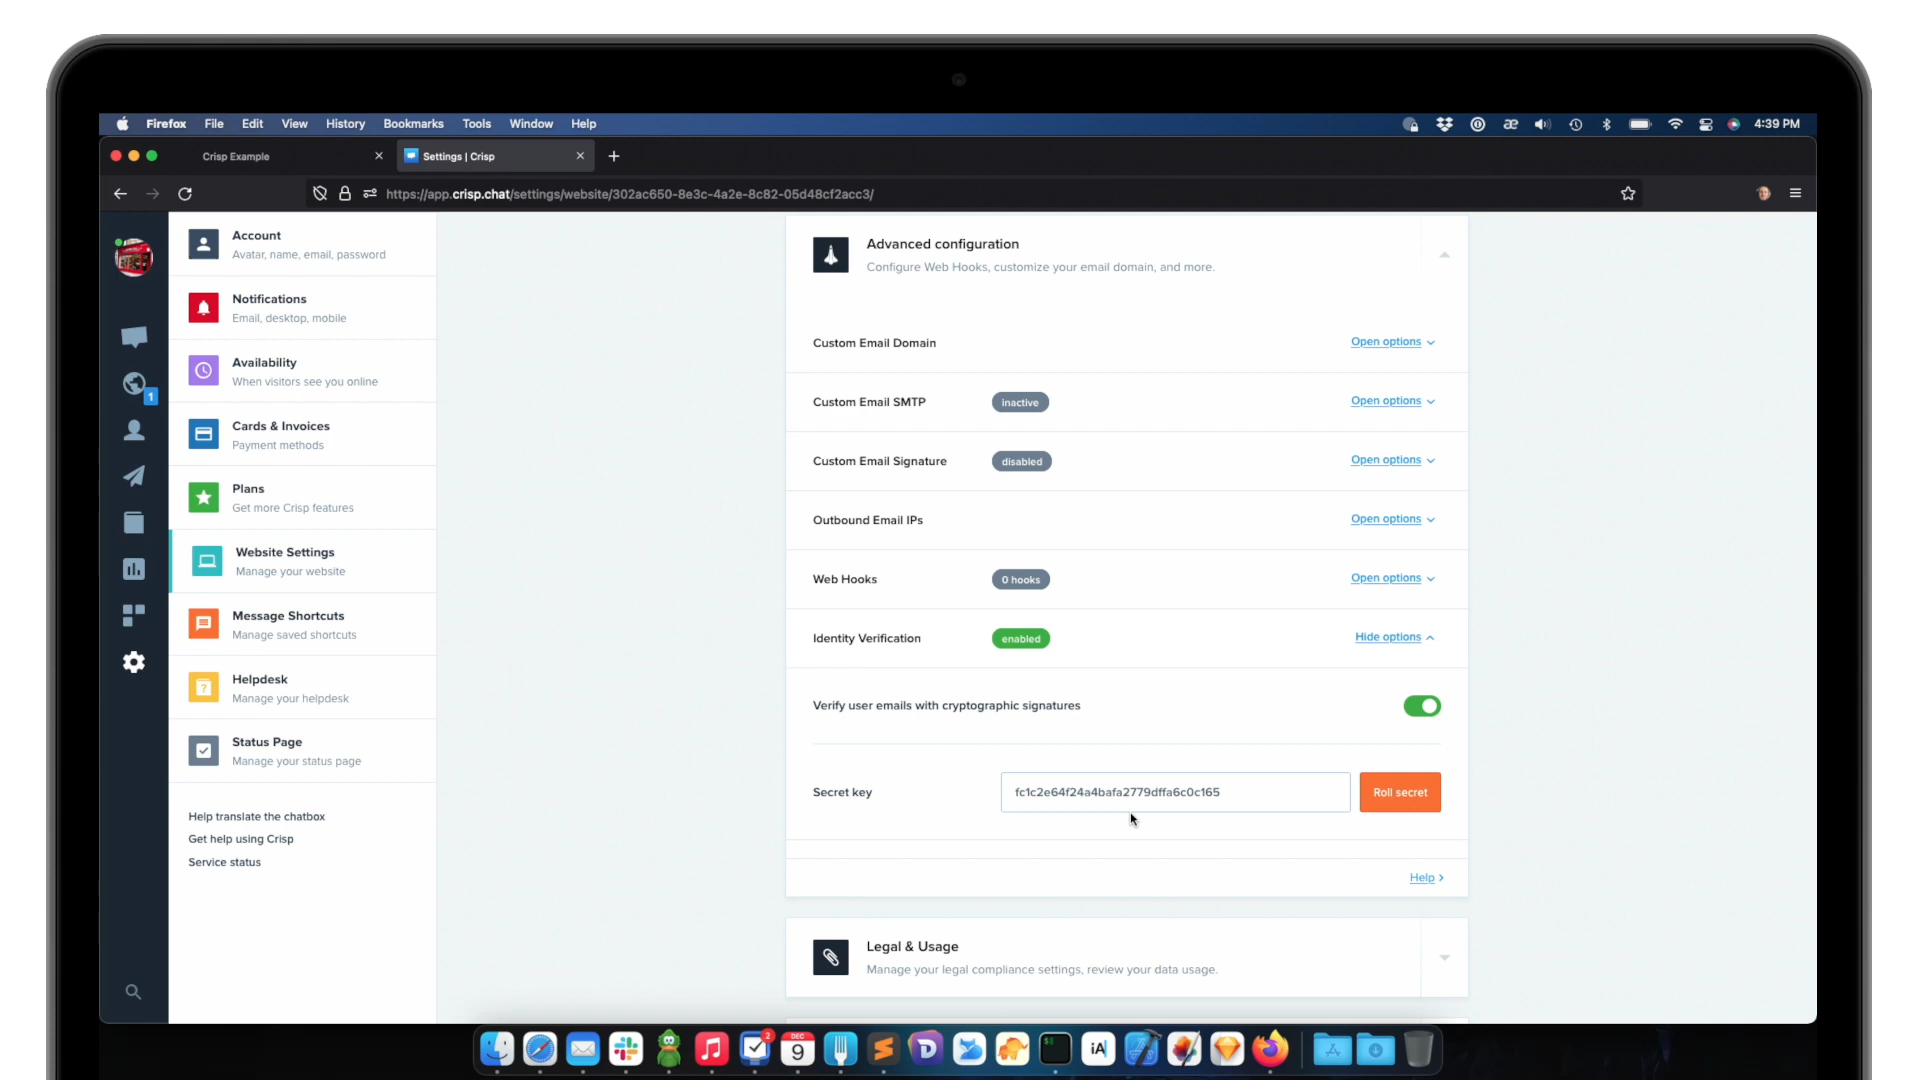 Firefox File Edit View History Bookmarks Tools Window Help
4:39 PM
Crisp Example
Settings | Crisp
https://app.crisp.chat/settings/website/302ac650-8e3c-4a2e-8c82-05d48cf2acc3/
1
Account
Avatar, name, email, password
Notifications
Email, desktop, mobile
Availability
When visitors see you online
Cards & Invoices
Payment methods
Plans
Get more Crisp features
Website Settings
Manage your website
Message Shortcuts
Manage saved shortcuts
Helpdesk
Manage your helpdesk
Status Page
Manage your status page
Help translate the chatbox
Get help using Crisp
Service status
Advanced configuration
Configure Web Hooks, customize your email domain, and more.
Custom Email Domain Open options
Custom Email SMTP inactive Open options
Custom Email Signature disabled Open options
Outbound Email IPs Open options
Web Hooks 0 hooks Open options
Identity Verification enabled Hide options
Verify user emails with cryptographic signatures
Secret key fc1c2e64f24a4bafa2779dffa6c0c165 Roll secret
Help
Legal & Usage
Manage your legal compliance settings, review your data usage.
2
DEC
9
iA